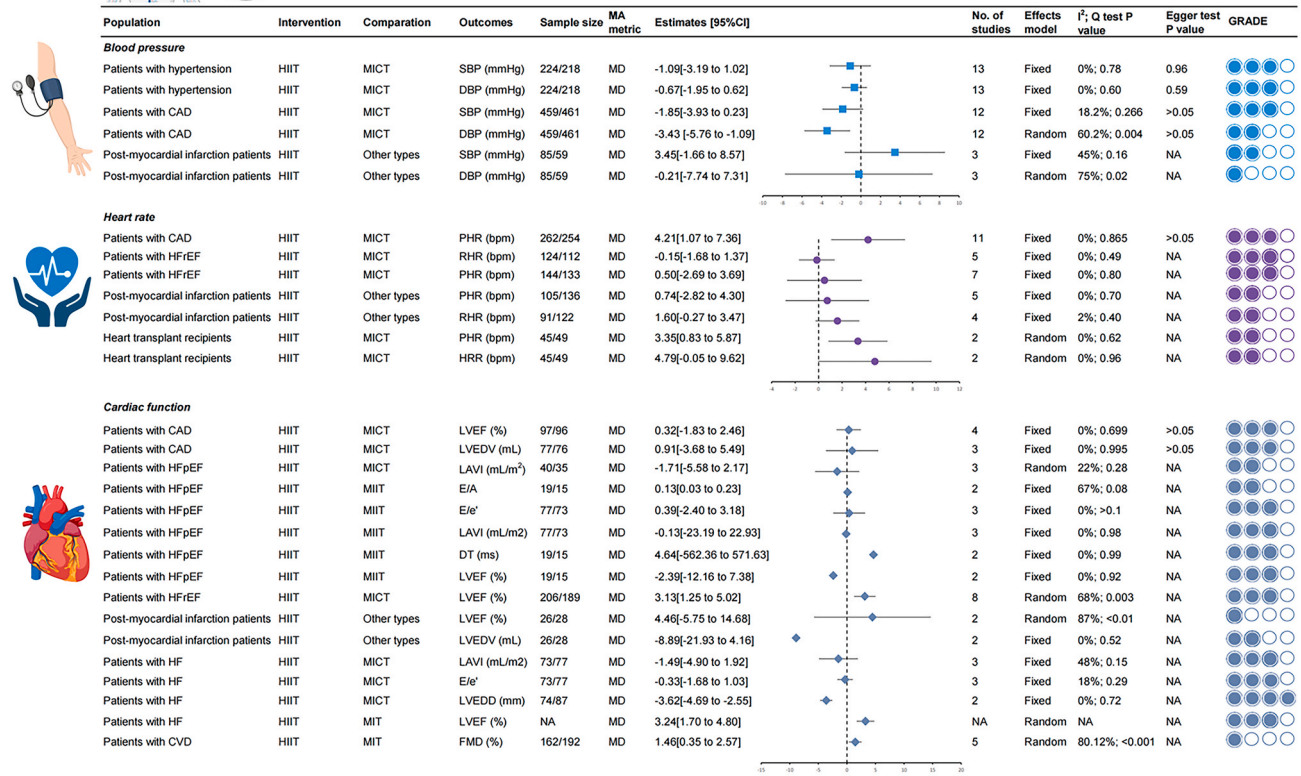 Population Intervention Comparation Outcomes Sample size MA metric Estimates [95%CI] No. of studies Effects model I²; Q test P value Egger test P value GRADE
Blood pressure
Patients with hypertension HIIT MICT SBP (mmHg) 224/218 MD -1.09[-3.19 to 1.02] 13 Fixed 0%; 0.78 0.96
Patients with hypertension HIIT MICT DBP (mmHg) 224/218 MD -0.67[-1.95 to 0.62] 13 Fixed 0%; 0.60 0.59
Patients with CAD HIIT MICT SBP (mmHg) 459/461 MD -1.85[-3.93 to 0.23] 12 Fixed 18.2%; 0.266 >0.05
Patients with CAD HIIT MICT DBP (mmHg) 459/461 MD -3.43 [-5.76 to -1.09] 12 Random 60.2%; 0.004 >0.05
Post-myocardial infarction patients HIIT Other types SBP (mmHg) 85/59 MD 3.45[-1.66 to 8.57] 3 Fixed 45%; 0.16 NA
Post-myocardial infarction patients HIIT Other types DBP (mmHg) 85/59 MD -0.21[-7.74 to 7.31] 3 Random 75%; 0.02 NA
-10 -8 -6 -4 -2 0 2 4 6 8 10
Heart rate
Patients with CAD HIIT MICT PHR (bpm) 262/254 MD 4.21[1.07 to 7.36] 11 Fixed 0%; 0.865 >0.05
Patients with HFrEF HIIT MICT RHR (bpm) 124/112 MD -0.15[-1.68 to 1.37] 5 Fixed 0%; 0.49 NA
Patients with HFrEF HIIT MICT PHR (bpm) 144/133 MD 0.50[-2.69 to 3.69] 7 Fixed 0%; 0.80 NA
Post-myocardial infarction patients HIIT Other types PHR (bpm) 105/136 MD 0.74[-2.82 to 4.30] 5 Fixed 0%; 0.70 NA
Post-myocardial infarction patients HIIT Other types RHR (bpm) 91/122 MD 1.60[-0.27 to 3.47] 4 Fixed 2%; 0.40 NA
Heart transplant recipients HIIT MICT PHR (bpm) 45/49 MD 3.35[0.83 to 5.87] 2 Random 0%; 0.62 NA
Heart transplant recipients HIIT MICT HRR (bpm) 45/49 MD 4.79[-0.05 to 9.62] 2 Random 0%; 0.96 NA
-4 -2 0 2 4 6 8 10 12
Cardiac function
Patients with CAD HIIT MICT LVEF (%) 97/96 MD 0.32[-1.83 to 2.46] 4 Fixed 0%; 0.699 >0.05
Patients with CAD HIIT MICT LVEDV (mL) 77/76 MD 0.91[-3.68 to 5.49] 3 Fixed 0%; 0.995 >0.05
Patients with HFpEF HIIT MICT LAVI (mL/m²) 40/35 MD -1.71[-5.58 to 2.17] 3 Random 22%; 0.28 NA
Patients with HFpEF HIIT MIIT E/A 19/15 MD 0.13[0.03 to 0.23] 2 Fixed 67%; 0.08 NA
Patients with HFpEF HIIT MIIT E/e' 77/73 MD 0.39[-2.40 to 3.18] 3 Fixed 0%; >0.1 NA
Patients with HFpEF HIIT MIIT LAVI (mL/m2) 77/73 MD -0.13[-23.19 to 22.93] 3 Fixed 0%; 0.98 NA
Patients with HFpEF HIIT MIIT DT (ms) 19/15 MD 4.64[-562.36 to 571.63] 2 Fixed 0%; 0.99 NA
Patients with HFpEF HIIT MIIT LVEF (%) 19/15 MD -2.39[-12.16 to 7.38] 2 Fixed 0%; 0.92 NA
Patients with HFrEF HIIT MICT LVEF (%) 206/189 MD 3.13[1.25 to 5.02] 8 Random 68%; 0.003 NA
Post-myocardial infarction patients HIIT Other types LVEF (%) 26/28 MD 4.46[-5.75 to 14.68] 2 Random 87%; <0.01 NA
Post-myocardial infarction patients HIIT Other types LVEDV (mL) 26/28 MD -8.89[-21.93 to 4.16] 2 Fixed 0%; 0.52 NA
Patients with HF HIIT MICT LAVI (mL/m2) 73/77 MD -1.49[-4.90 to 1.92] 3 Fixed 48%; 0.15 NA
Patients with HF HIIT MICT E/e' 73/77 MD -0.33[-1.68 to 1.03] 3 Fixed 18%; 0.29 NA
Patients with HF HIIT MICT LVEDD (mm) 74/87 MD -3.62[-4.69 to -2.55] 2 Fixed 0%; 0.72 NA
Patients with HF HIIT MIT LVEF (%) NA MD 3.24[1.70 to 4.80] NA Random NA NA
Patients with CVD HIIT MIT FMD (%) 162/192 MD 1.46[0.35 to 2.57] 5 Random 80.12%; <0.001 NA
-15 -10 -5 0 5 10 15 20